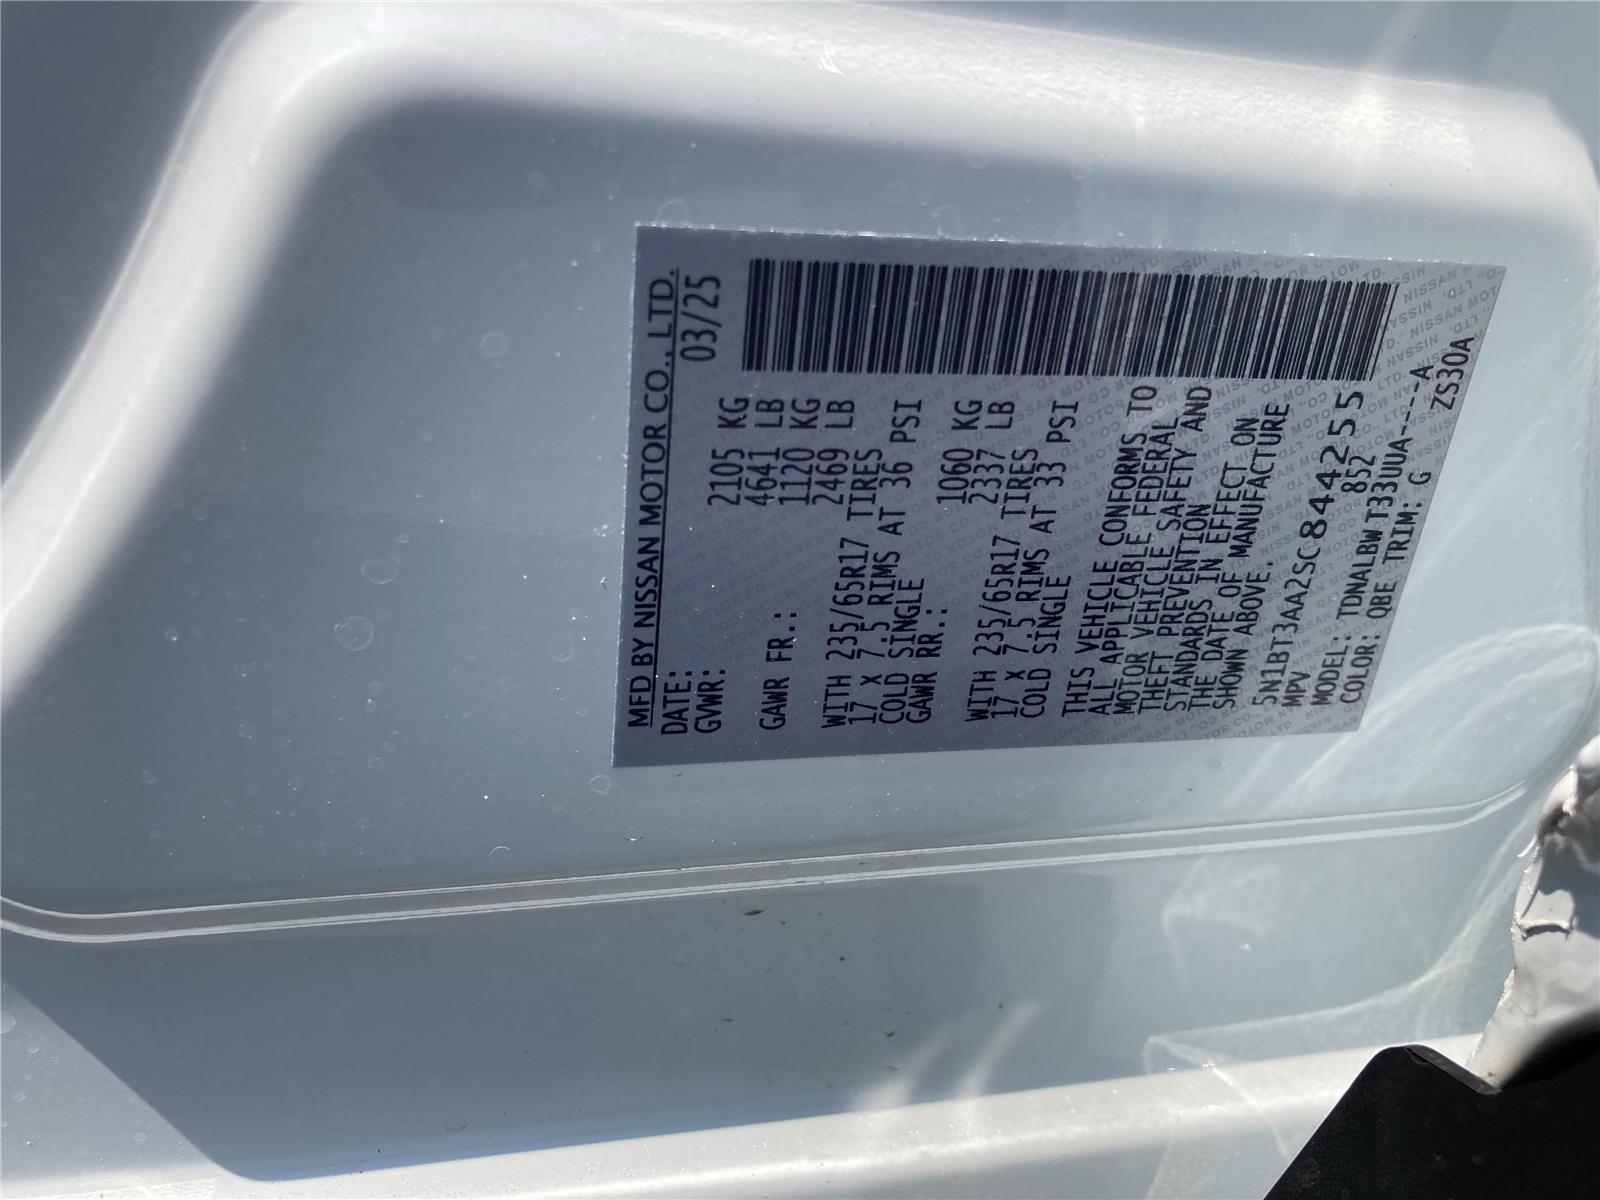 MFD BY NISSAN MOTOR CO., LTD.
DATE: 03/25
GVWR: 2105 KG
4641 LB
GAWR FR.: 1120 KG
2469 LB
WITH 235/65R17 TIRES
17 X 7.5 RIMS AT 36 PSI
COLD SINGLE
GAWR RR.: 1060 KG
2337 LB
WITH 235/65R17 TIRES
17 X 7.5 RIMS AT 33 PSI
COLD SINGLE
THIS VEHICLE CONFORMS TO
ALL APPLICABLE FEDERAL
MOTOR VEHICLE SAFETY AND
THEFT PREVENTION
STANDARDS IN EFFECT ON
THE DATE OF MANUFACTURE
SHOWN ABOVE.
5N1BT3AA2SC844255
MPV 852
MODEL: TDNALBWT33UUA----A
COLOR: QBE TRIM: G ZS30A